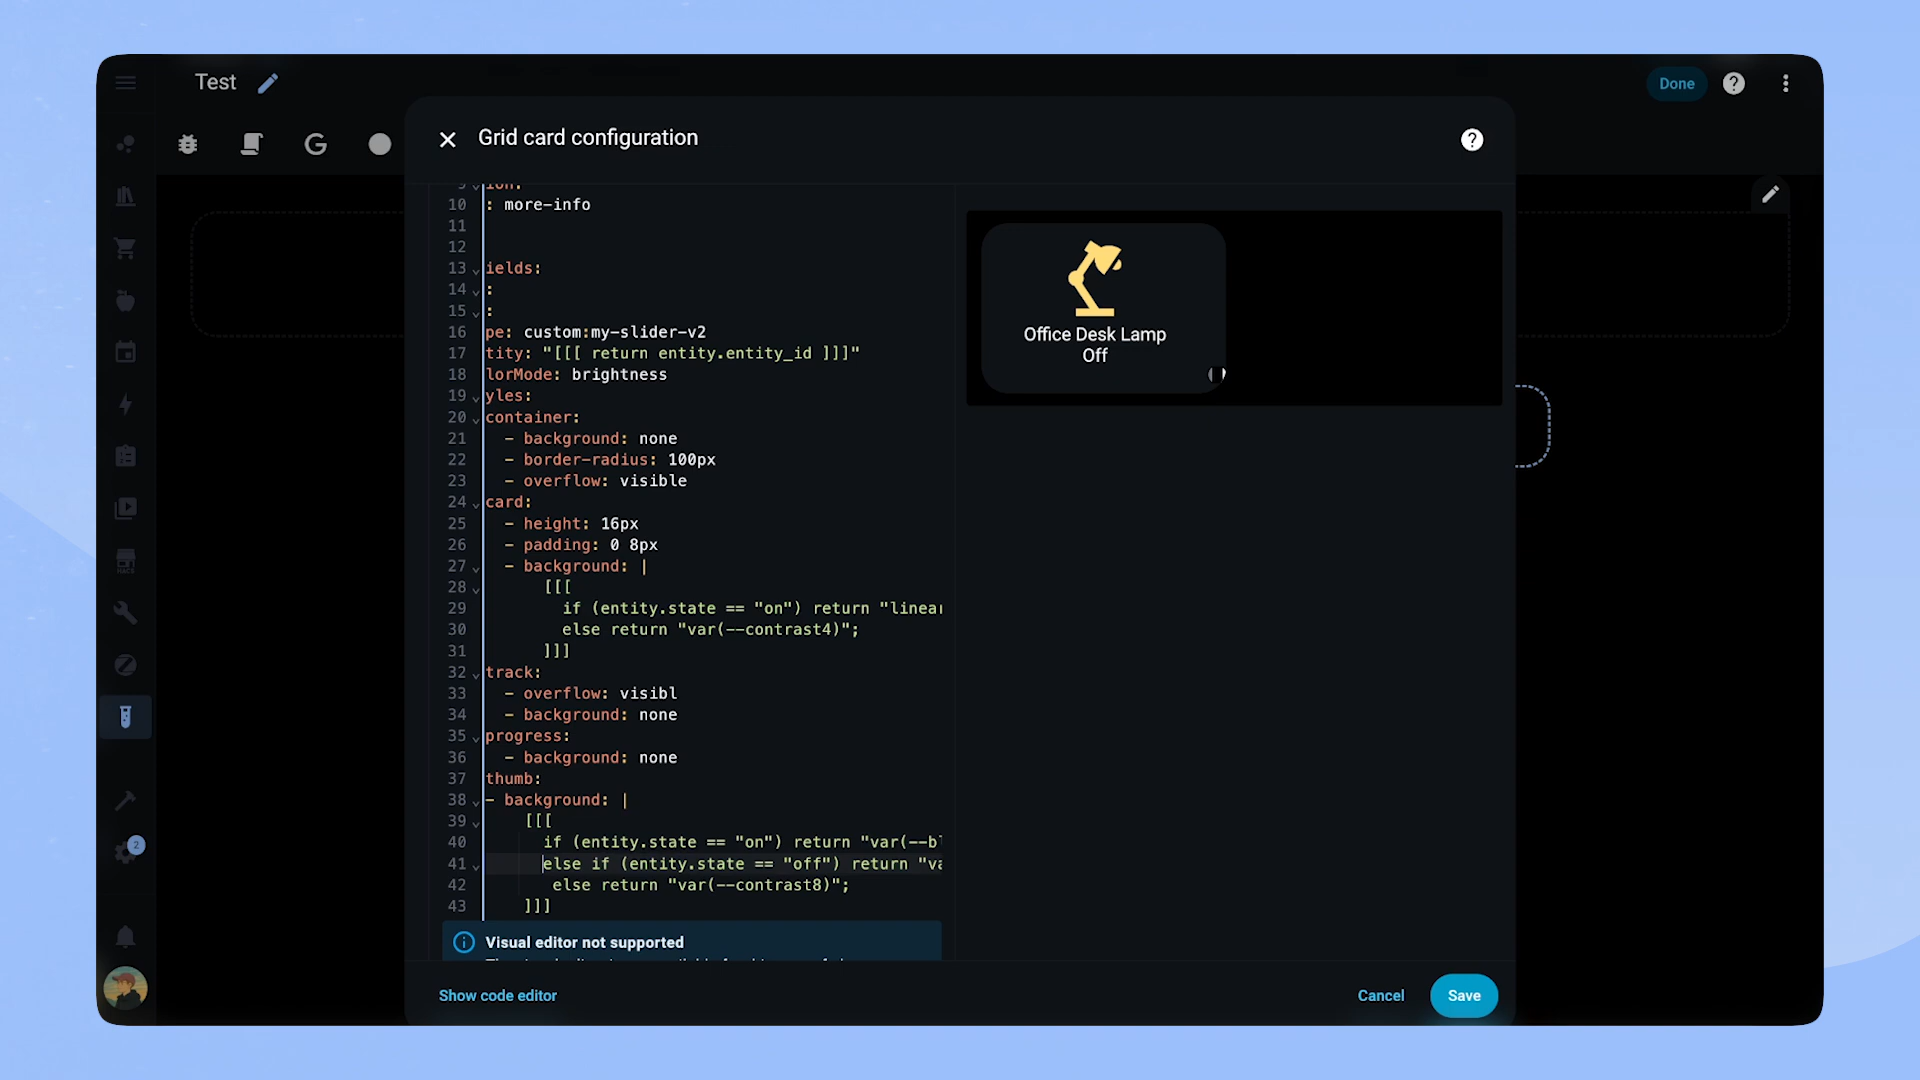 Test
Done
Grid card configuration
9 ion:
10 : more-info
11
12
13 ields:
14 :
15 :
16 pe: custom:my-slider-v2
17 tity: "[[[ return entity.entity_id ]]]"
18 lorMode: brightness
19 yles:
20 container:
21 - background: none
22 - border-radius: 100px
23 - overflow: visible
24 card:
25 - height: 16px
26 - padding: 0 8px
27 - background: |
28 [[[
29 if (entity.state == "on") return "linear
30 else return "var(--contrast4)";
31 ]]]
32 track:
33 - overflow: visibl
34 - background: none
35 progress:
36 - background: none
37 thumb:
38 - background: |
39 [[[
40 if (entity.state == "on") return "var(--bl
41 else if (entity.state == "off") return "va
42 else return "var(--contrast8)";
43 ]]]
Office Desk Lamp
Off
HACS
2
Visual editor not supported
Show code editor
Cancel
Save